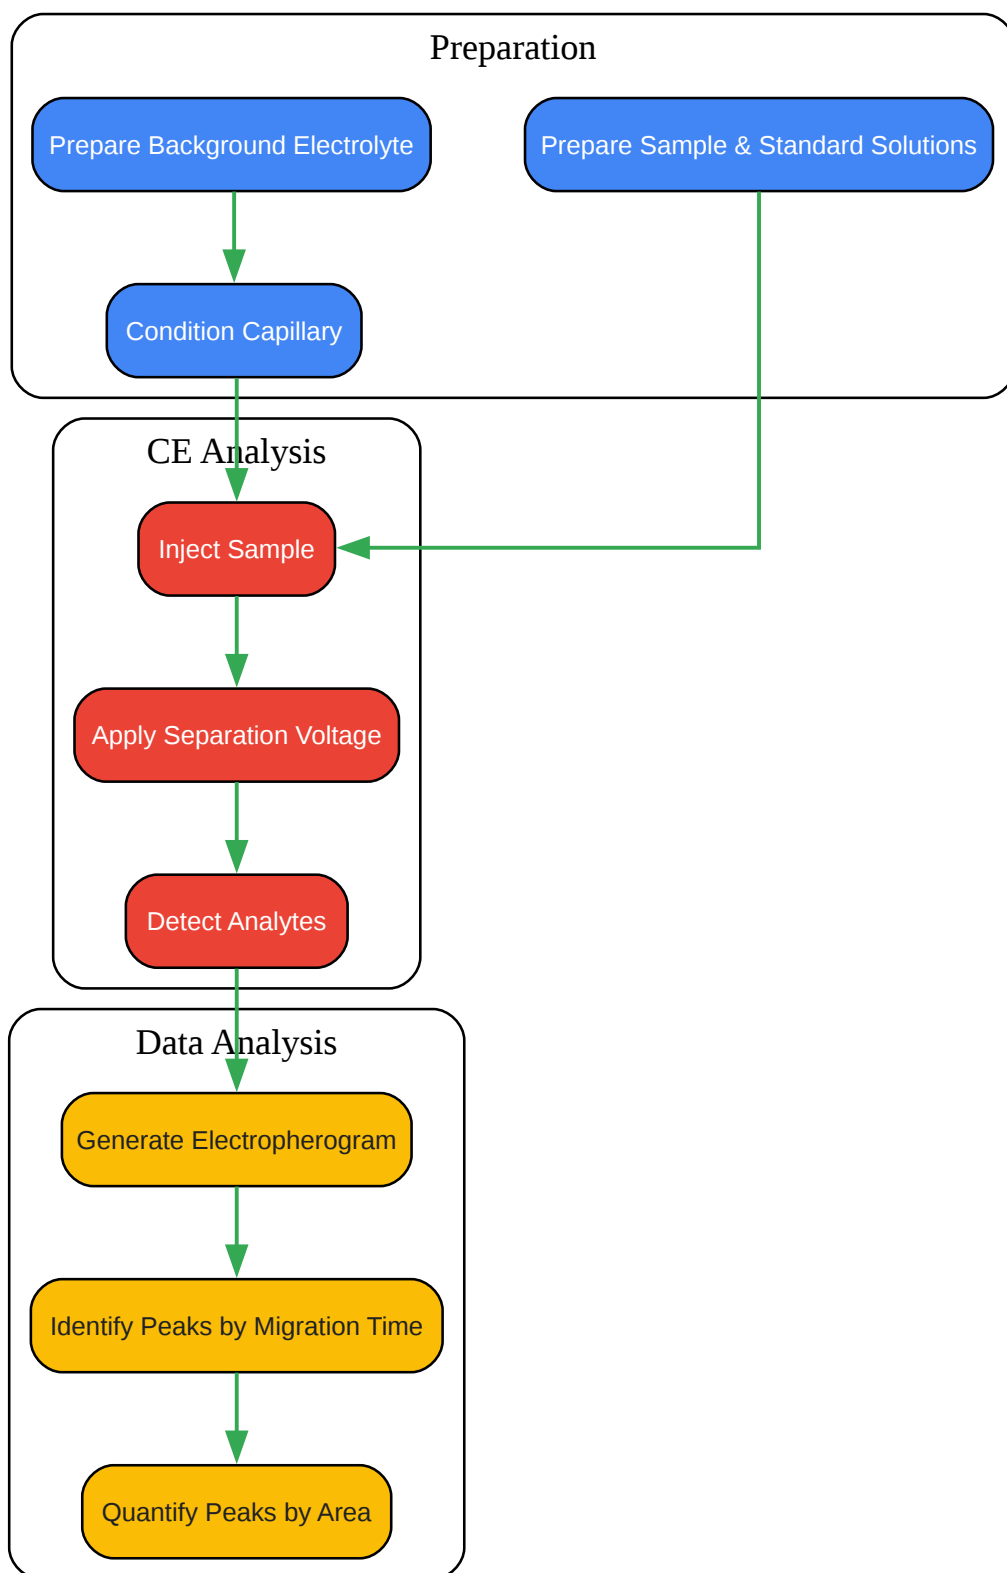 Preparation
Prepare Background Electrolyte
Prepare Sample & Standard Solutions
Condition Capillary
CE Analysis
Inject Sample
Apply Separation Voltage
Detect Analytes
Data Analysis
Generate Electropherogram
Identify Peaks by Migration Time
Quantify Peaks by Area